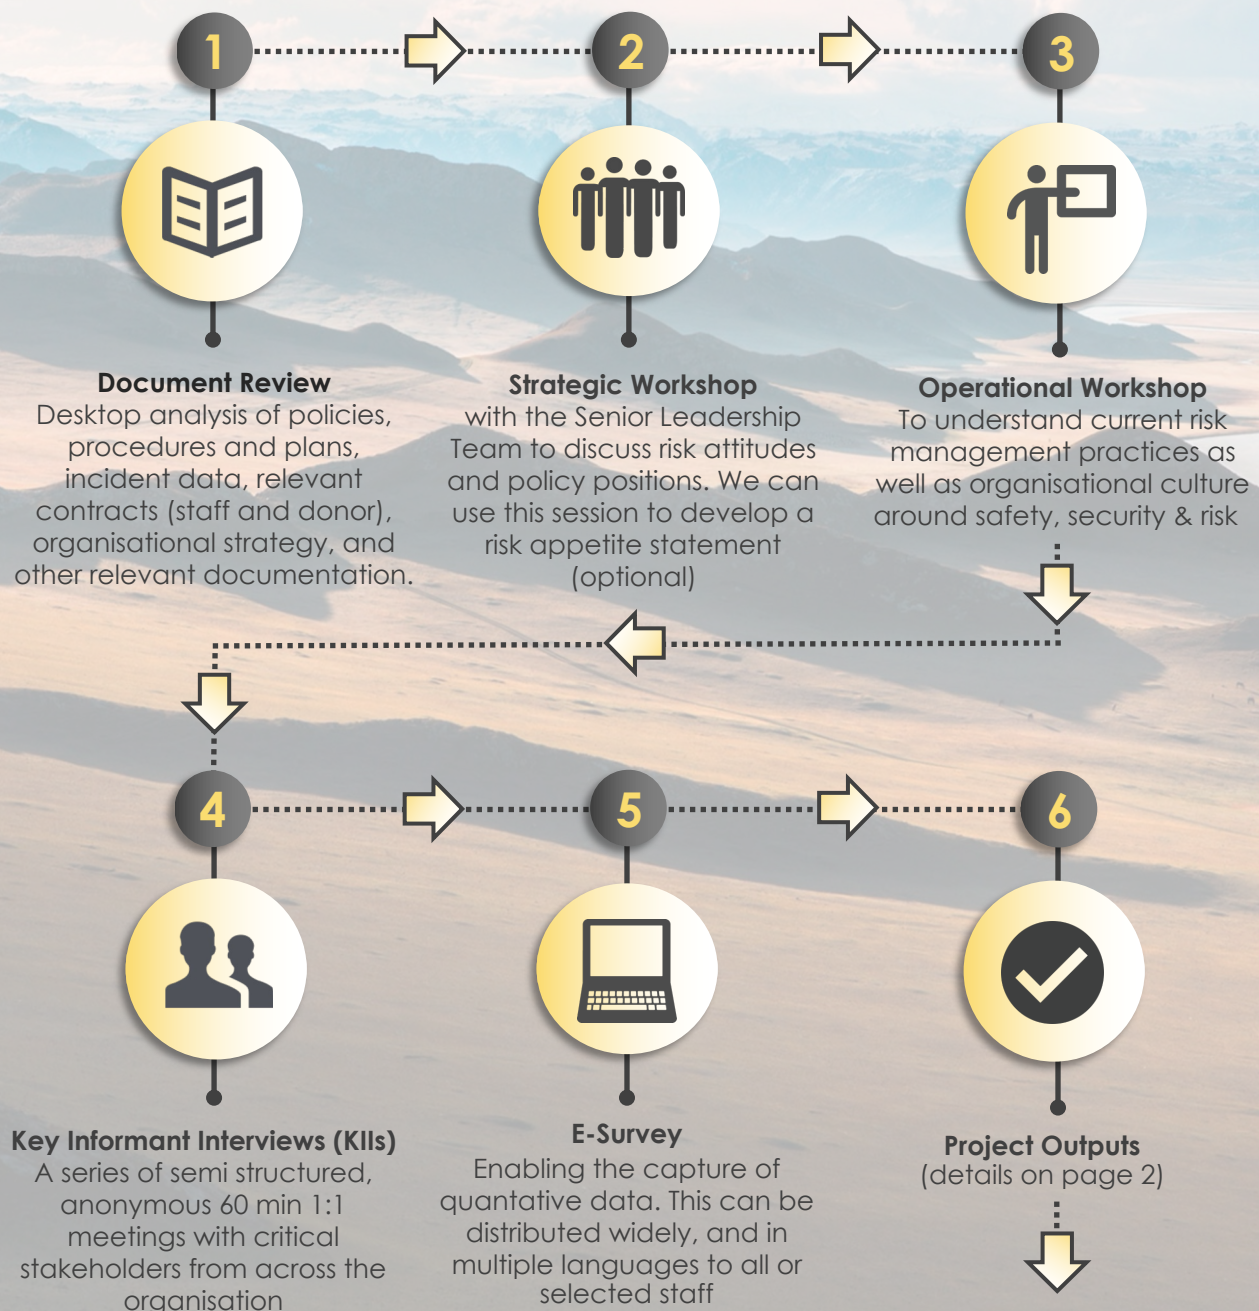 1
2
3
Document Review
Desktop analysis of policies,
procedures and plans,
incident data, relevant
contracts (staff and donor),
organisational strategy, and
other relevant documentation.
Strategic Workshop
with the Senior Leadership
Team to discuss risk attitudes
and policy positions. We can
use this session to develop a
risk appetite statement
(optional)
Operational Workshop
To understand current risk
management practices as
well as organisational culture
around safety, security & risk
4
5
6
Key Informant Interviews (KIIs)
A series of semi structured,
anonymous 60 min 1:1
meetings with critical
stakeholders from across the
organisation
E-Survey
Enabling the capture of
quantative data. This can be
distributed widely, and in
multiple languages to all or
selected staff
Project Outputs
(details on page 2)